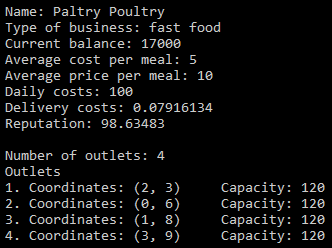 Name: Paltry Poultry
Type of business: fast food
Current balance: 17000
Average cost per meal: 5
Average price per meal: 10
Daily costs: 100
Delivery costs: 0.07916134
Reputation: 98.63483

Number of outlets: 4
Outlets
1. Coordinates: (2, 3)     Capacity: 120
2. Coordinates: (0, 6)     Capacity: 120
3. Coordinates: (1, 8)     Capacity: 120
4. Coordinates: (3, 9)     Capacity: 120